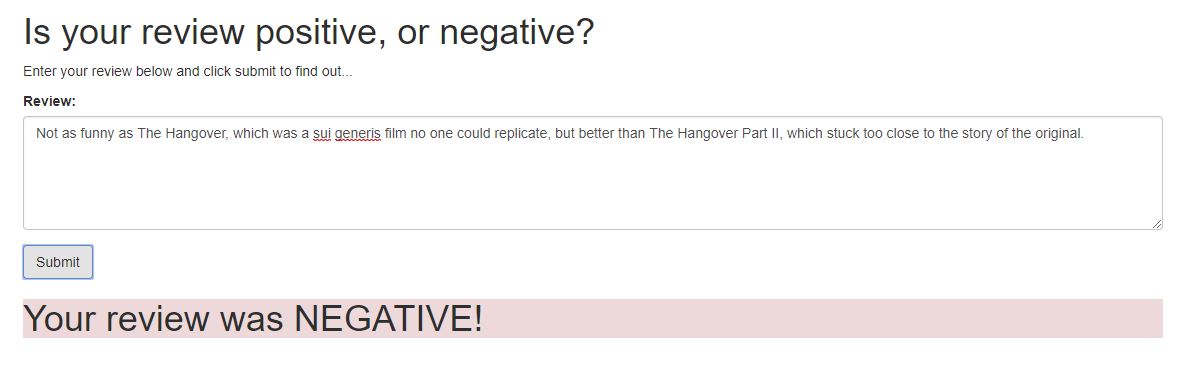 Is your review positive, or negative?
Enter your review below and click submit to find out...
Review:
Not as funny as The Hangover, which was a sui generis film no one could replicate, but better than The Hangover Part II, which stuck too close to the story of the original.
Submit
Your review was NEGATIVE!